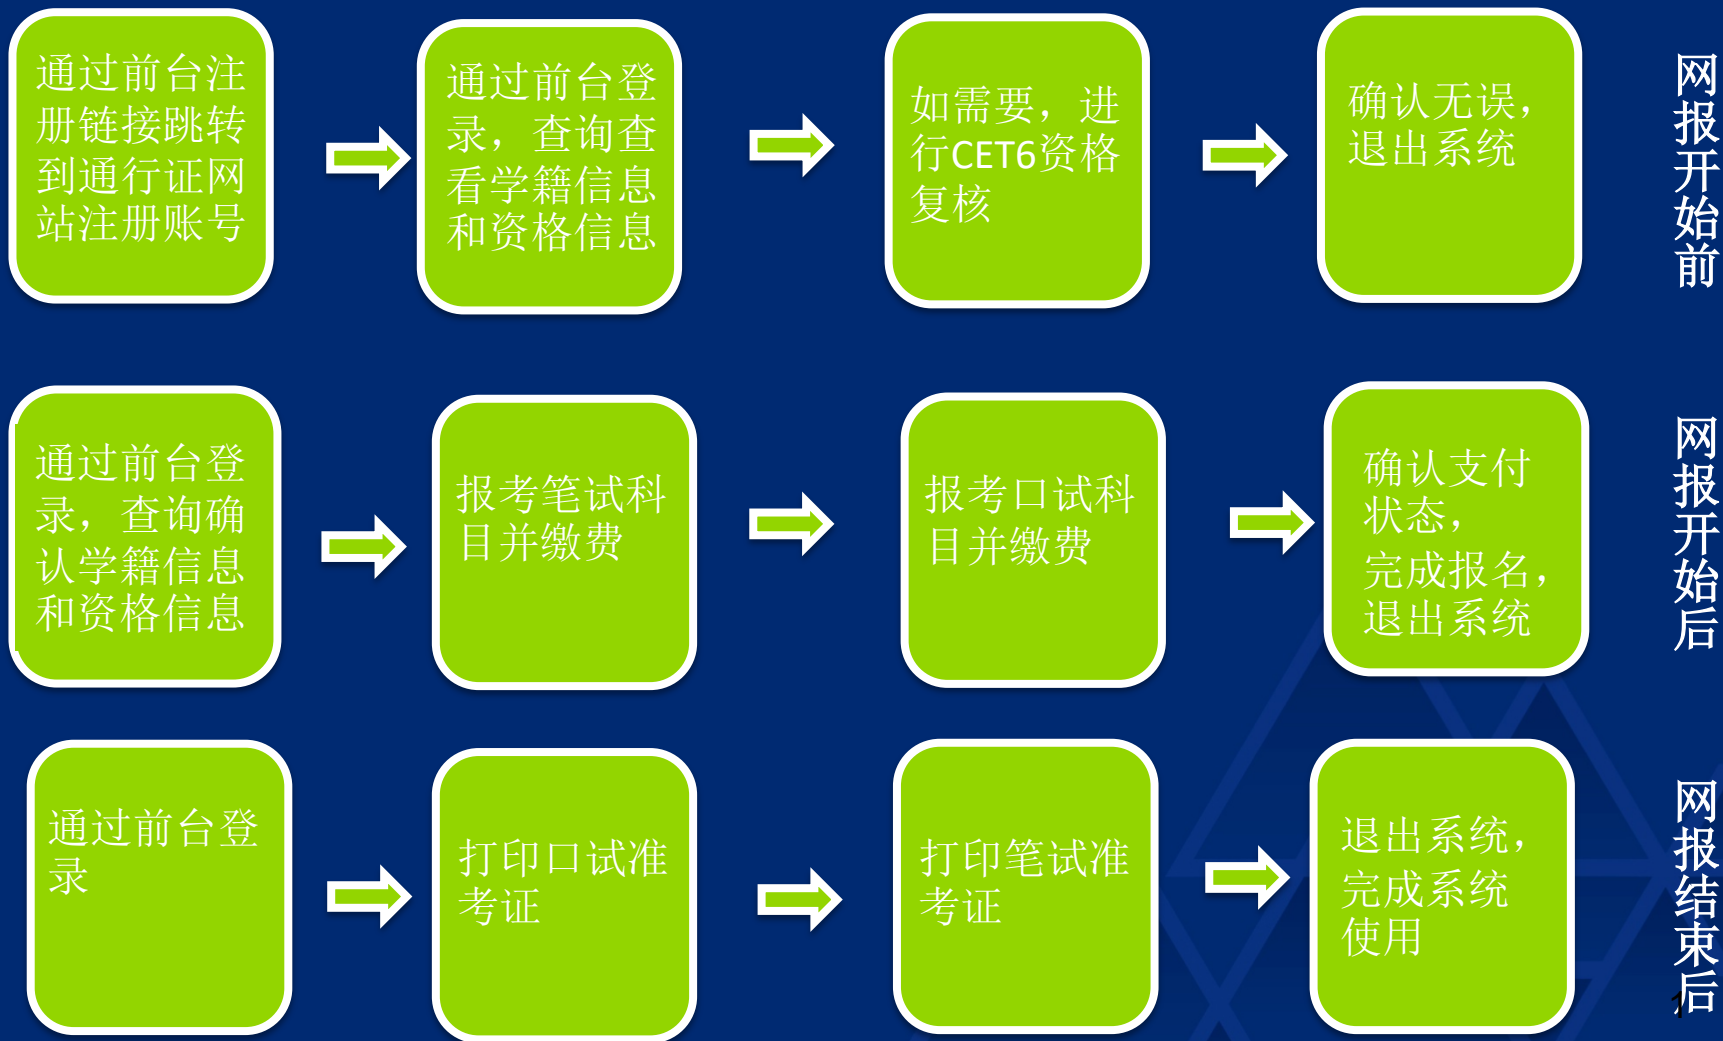 通过前台注
册链接跳转
到通行证网
站注册账号
通过前台登
录，查询查
看学籍信息
和资格信息
如需要，进
行CET6资格
复核
确认无误，
退出系统
网报开始前
通过前台登
录，查询确
认学籍信息
和资格信息
报考笔试科
目并缴费
报考口试科
目并缴费
确认支付
状态，
完成报名，
退出系统
网报开始后
通过前台登
录
打印口试准
考证
打印笔试准
考证
退出系统，
完成系统
使用
网报结束后
1